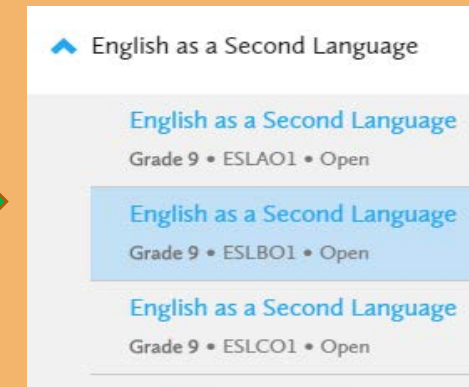 English as a Second Language
English as a Second Language
Grade 9 • ESLAO1 • Open
English as a Second Language
Grade 9 • ESLBO1 • Open
English as a Second Language
Grade 9 • ESLCO1 • Open